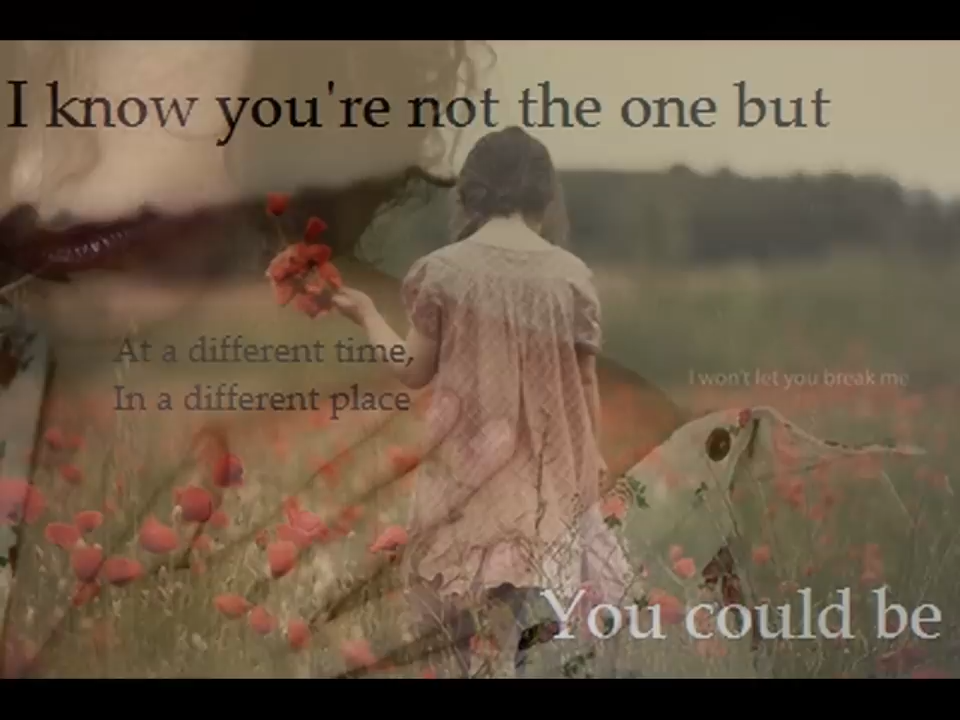 I know you're not the one but
At a different time,
In a different place
I won't let you break me
You could be